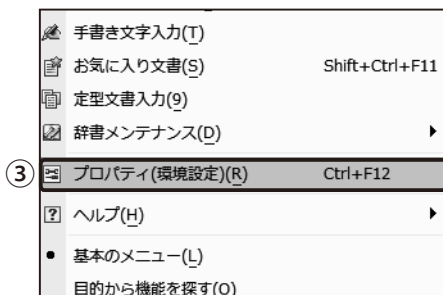 手書き文字入力(T)
お気に入り文書(S) Shift+Ctrl+F11
定型文書入力(9)
辞書メンテナンス(D)
③ プロパティ(環境設定)(R) Ctrl+F12
ヘルプ(H)
基本のメニュー(L)
目的から機能を探す(O)